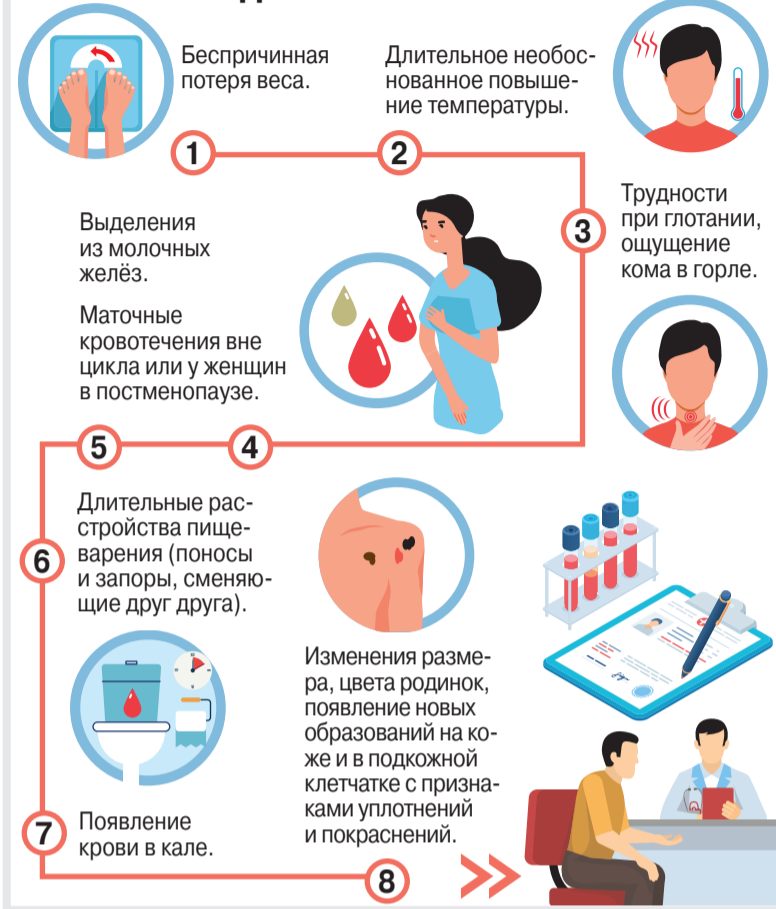 Беспричинная
потеря веса.
1
Длительное необос-
нованное повыше-
ние температуры.
2
3
Трудности
при глотании,
ощущение
кома в горле.
Выделения
из молочных
желёз.
Маточные
кровотечения вне
цикла или у женщин
в постменопаузе.
5
4
6
Длительные рас-
стройства пище-
варения (поносы
и запоры, сменяю-
щие друг друга).
7
Появление
крови в кале.
Изменения разме-
ра, цвета родинок,
появление новых
образований на ко-
же и в подкожной
клетчатке с призна-
ками уплотнений
и покраснений.
8